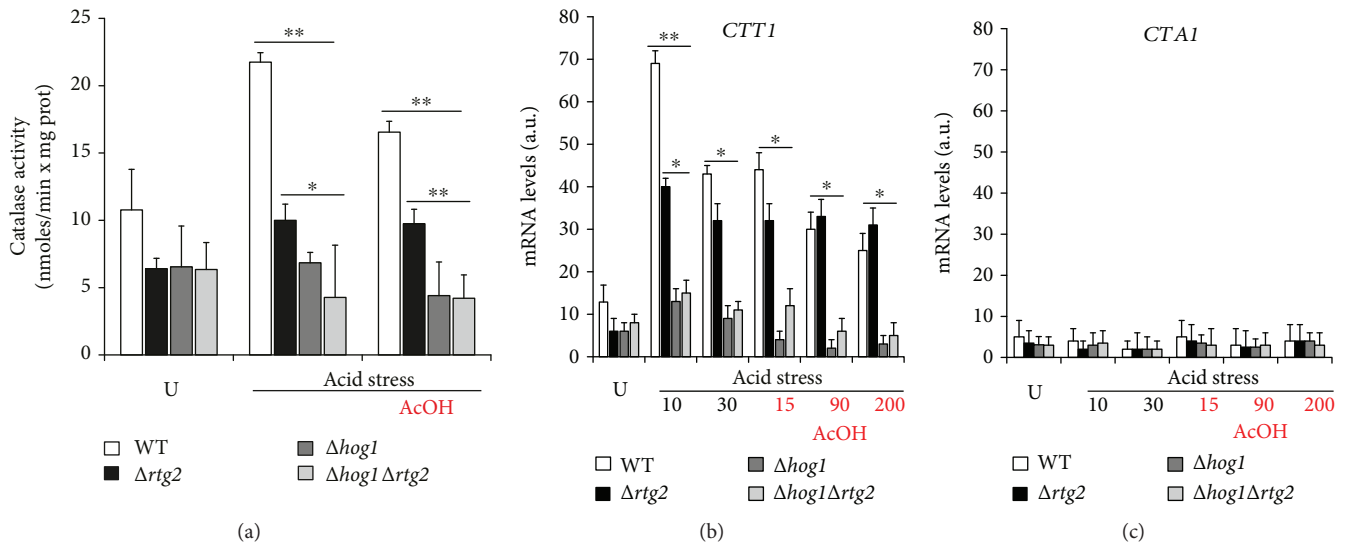 Catalase activity
(nmoles/min x mg prot)
25
20
15
10
5
0
**
*
**
**
U
Acid stress
AcOH
WT
Δrtg2
Δhog1
Δhog1Δrtg2
(a)
CTT1
mRNA levels (a.u.)
80
70
60
50
40
30
20
10
0
**
*
*
*
*
*
U
Acid stress
10 30 15 90 200
AcOH
WT
Δrtg2
Δhog1
Δhog1Δrtg2
(b)
CTA1
mRNA levels (a.u.)
80
70
60
50
40
30
20
10
0
U
Acid stress
10 30 15 90 200
AcOH
WT
Δrtg2
Δhog1
Δhog1Δrtg2
(c)